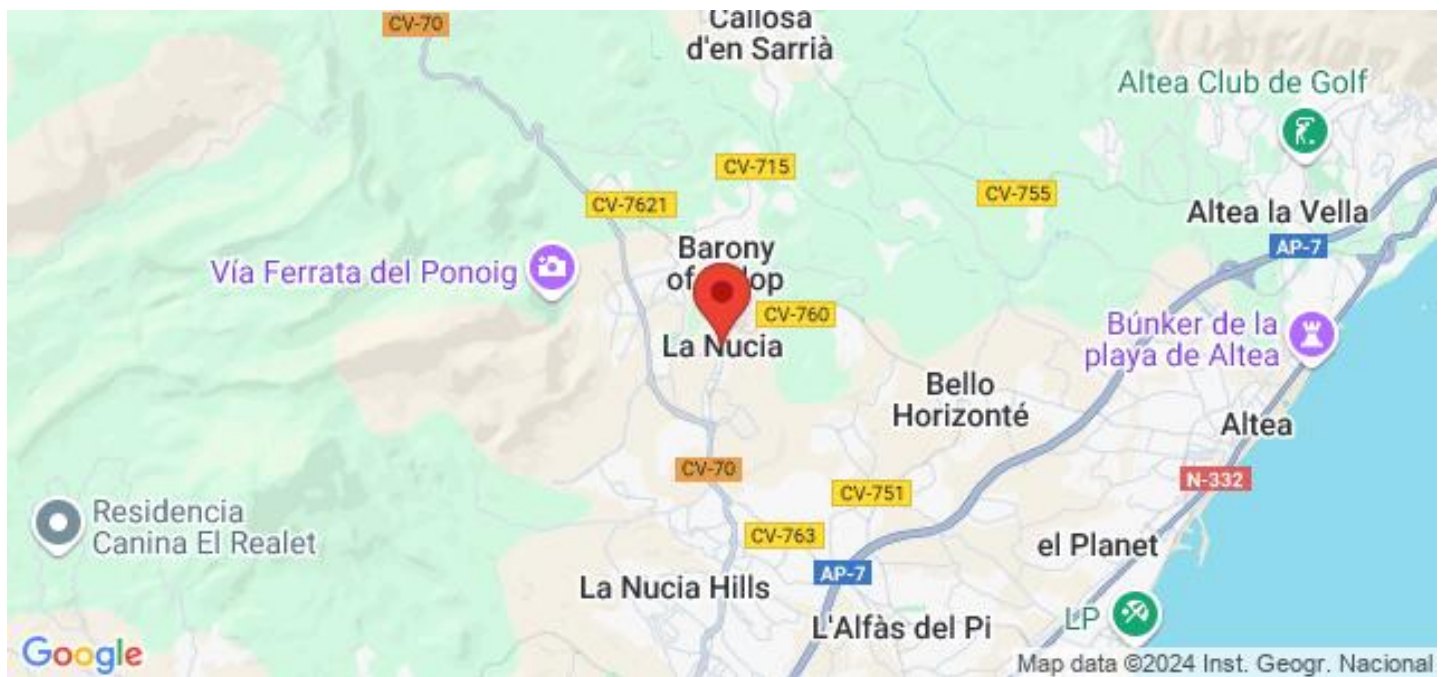 CV-70
Callosa
d'en Sarrià
Altea Club de Golf
CV-715
CV-755
CV-7621
Altea la Vella
Barony
of
op
AP-7
Vía Ferrata del Ponoig
CV-760
La Nucia
Búnker de la
playa de Altea
Bello
Horizonté
Altea
CV-70
N-332
CV-751
Residencia
Canina El Realet
CV-763
el Planet
AP-7
La Nucia Hills
L'Alfàs del Pi
LP
Google
Map data ©2024 Inst. Geogr. Nacional